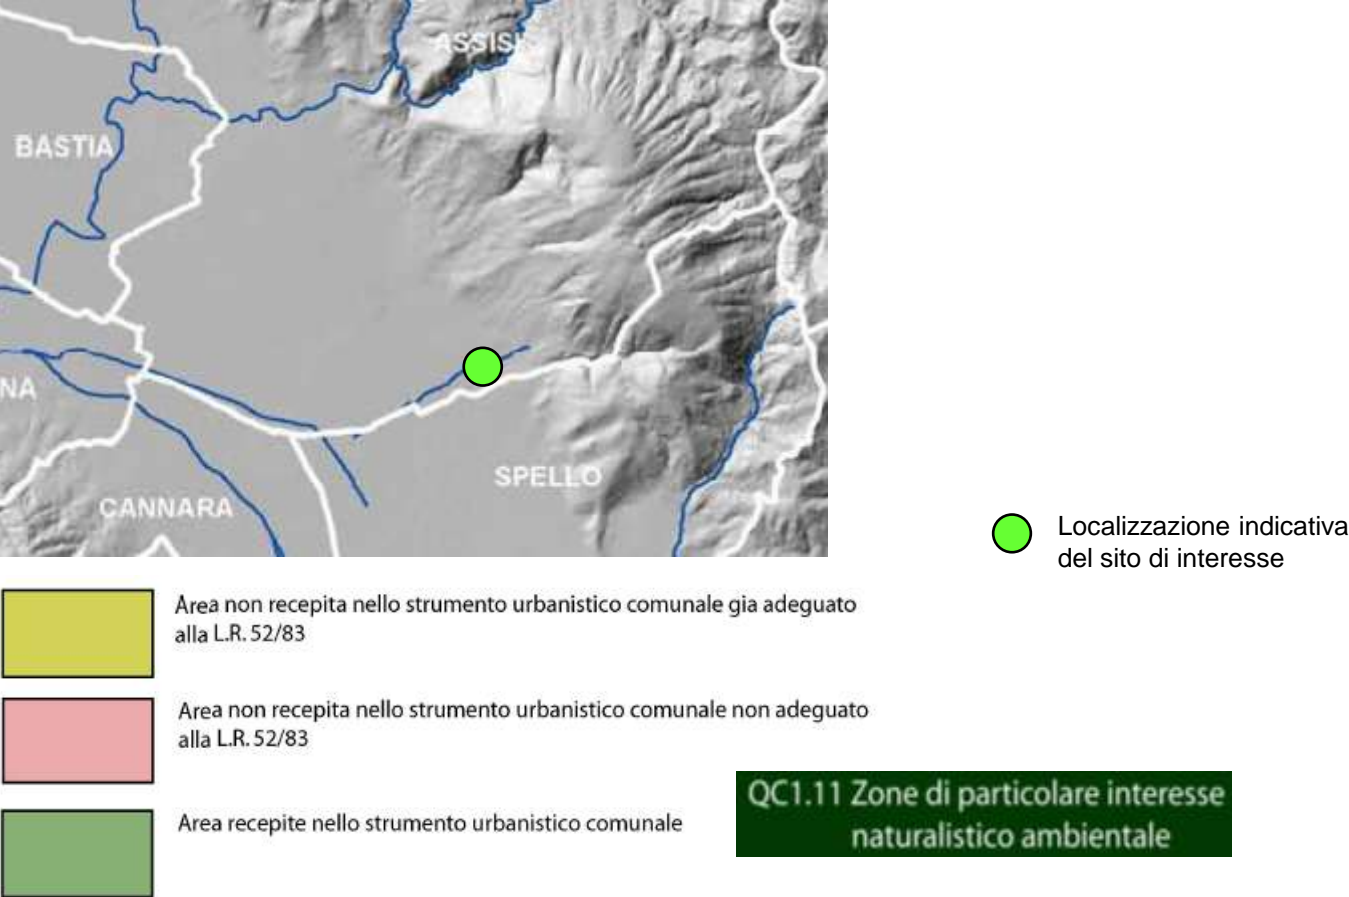 ASSISI
BASTIA
NA
SPELLO
CANNARA
Localizzazione indicativa
del sito di interesse
Area non recepita nello strumento urbanistico comunale gia adeguato
alla L.R. 52/83
Area non recepita nello strumento urbanistico comunale non adeguato
alla L.R. 52/83
Area recepite nello strumento urbanistico comunale
QC1.11 Zone di particolare interesse
naturalistico ambientale